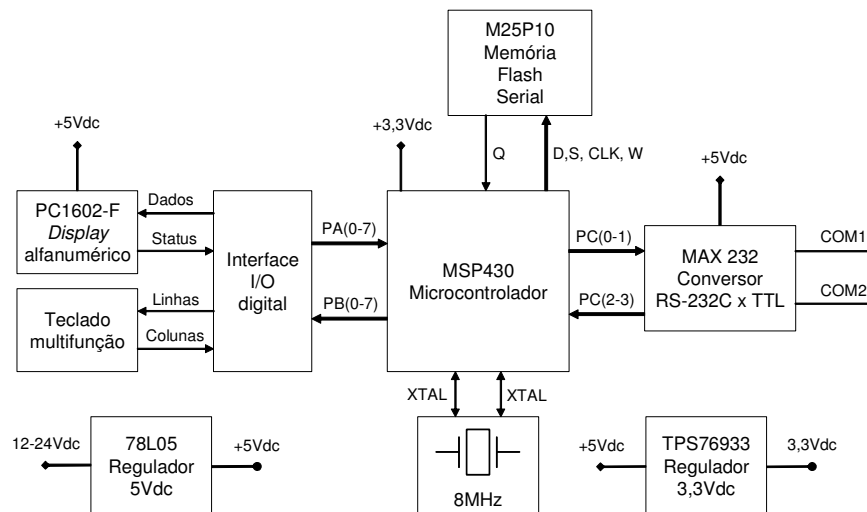 M25P10
Memória
Flash
Serial
+5Vdc
+3,3Vdc
Q
D,S, CLK, W
+5Vdc
PC1602-F
Display
alfanumérico
Dados
Status
Interface
I/O
digital
PA(0-7)
PB(0-7)
MSP430
Microcontrolador
PC(0-1)
PC(2-3)
MAX 232
Conversor
RS-232C x TTL
COM1
COM2
Teclado
multifunção
Linhas
Colunas
XTAL
XTAL
12-24Vdc
78L05
Regulador
5Vdc
+5Vdc
8MHz
+5Vdc
TPS76933
Regulador
3,3Vdc
3,3Vdc